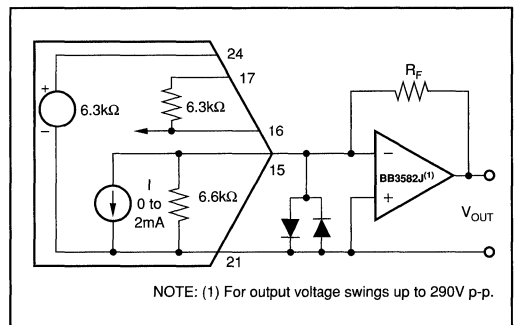 24
17
R_F
+
6.3kΩ
–
6.3kΩ
16
15
–
BB3582J(1)
+
I
0 to
2mA
6.6kΩ
V_OUT
21
NOTE: (1) For output voltage swings up to 290V p-p.